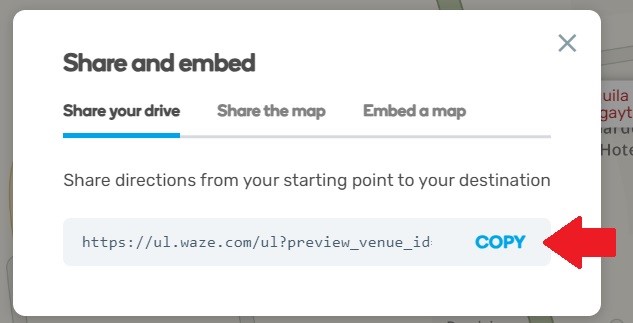 Share and embed
Share your drive Share the map Embed a map
Share directions from your starting point to your destination
https://ul.waze.com/ul?preview_venue_id
COPY
uila
gayt
Hote